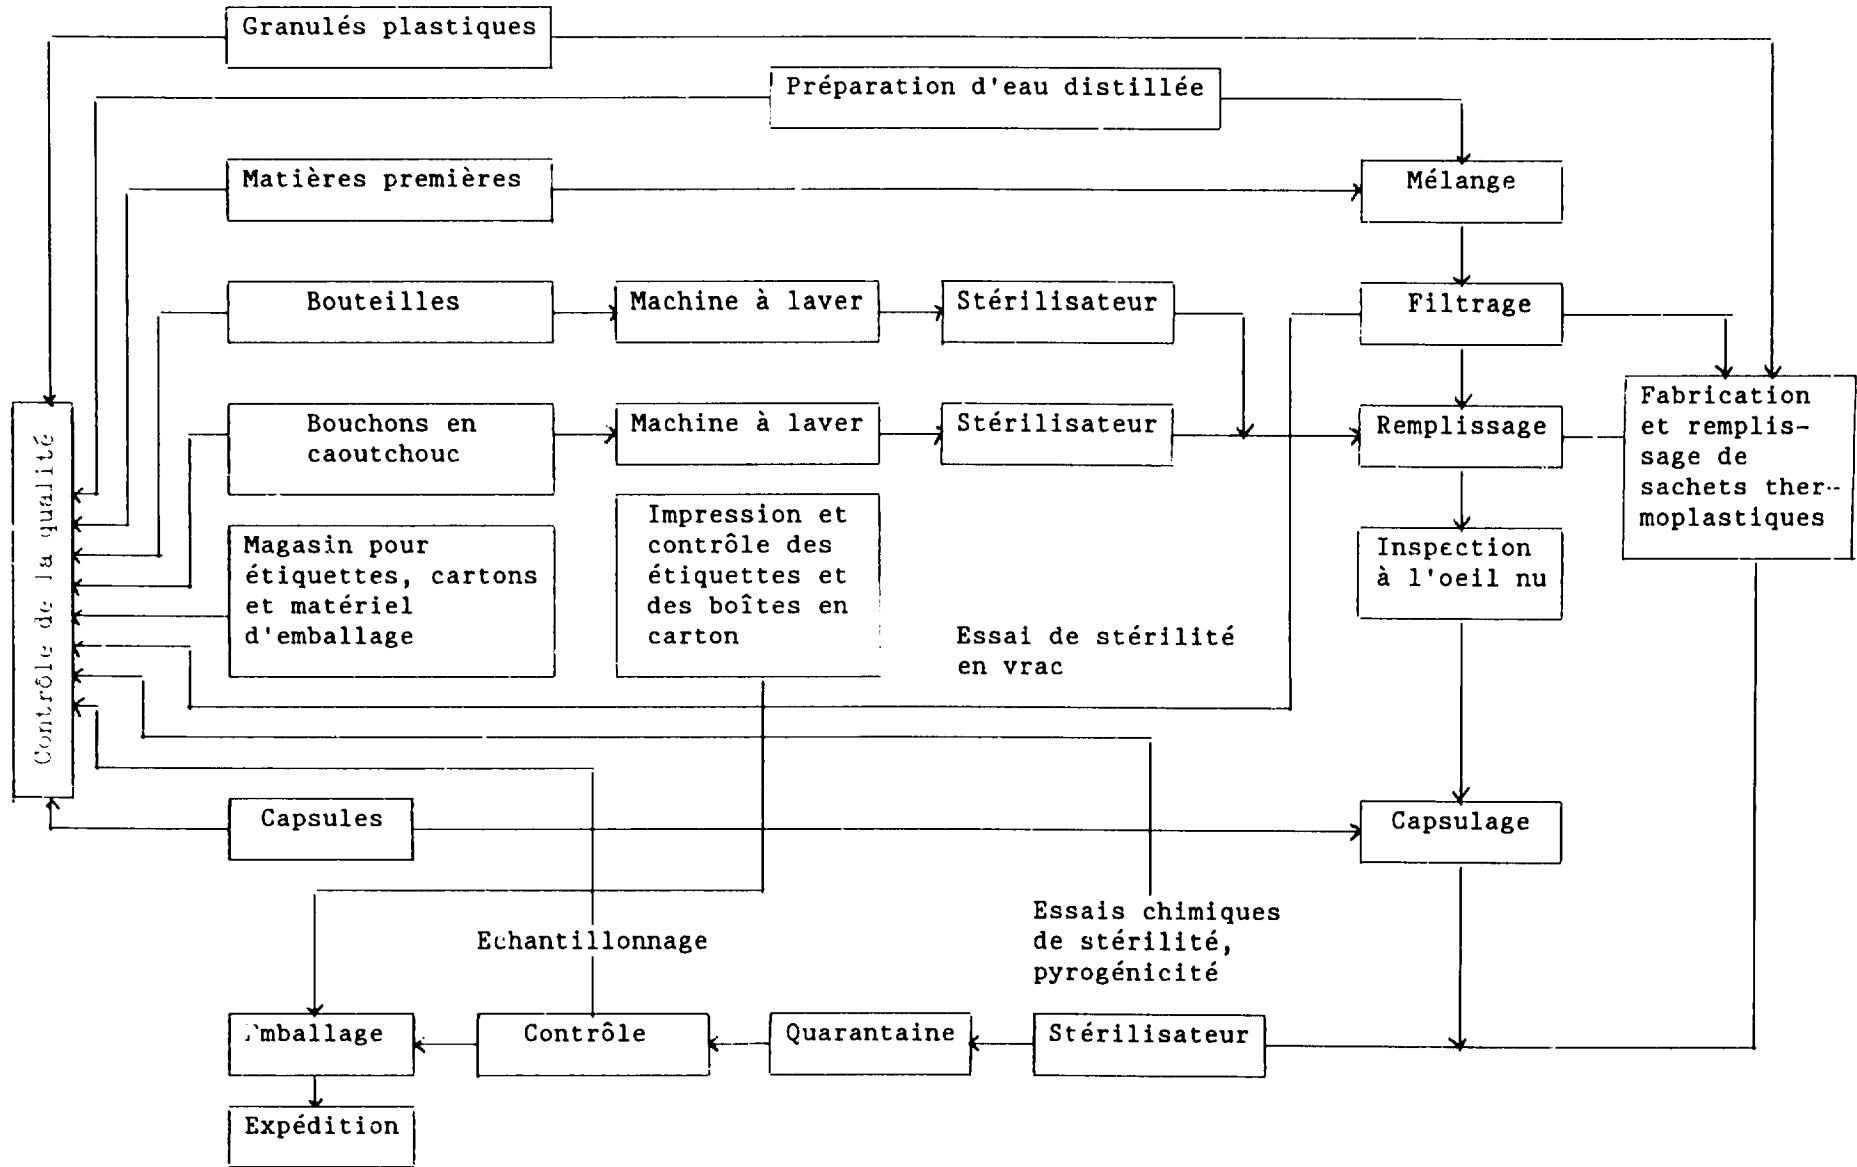 Granulés plastiques
Préparation d'eau distillée
Matières premières
Mélange
Bouteilles
Machine à laver
Stérilisateur
Filtrage
Bouchons en
caoutchouc
Machine à laver
Stérilisateur
Remplissage
Fabrication
et remplis-
sage de
sachets ther-
moplastiques
Contrôle de la qualité
Magasin pour
étiquettes, cartons
et matériel
d'emballage
Impression et
contrôle des
étiquettes et
des boîtes en
carton
Essai de stérilité
en vrac
Inspection
à l'oeil nu
Capsules
Capsulage
Echantillonnage
Essais chimiques
de stérilité,
pyrogénicité
Emballage
Contrôle
Quarantaine
Stérilisateur
Expédition